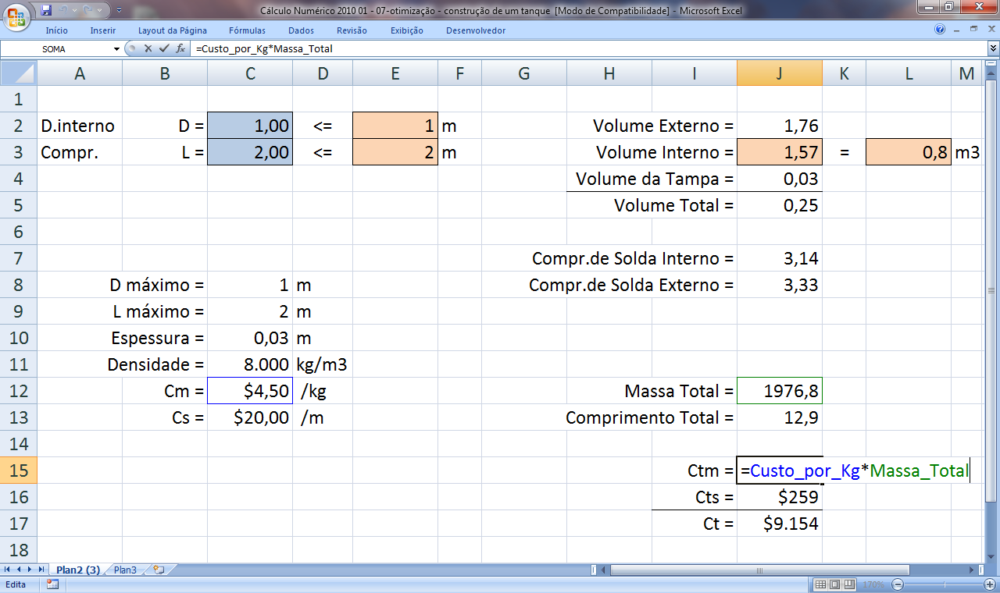 Cálculo Numérico 2010 01 - 07-otimização - construção de um tanque [Modo de Compatibilidade] - Microsoft Excel
Início Inserir Layout da Página Fórmulas Dados Revisão Exibição Desenvolvedor
SOMA =Custo_por_Kg*Massa_Total
A B C D E F G H I J K L M
1
2 D.interno D = 1,00 <= 1 m Volume Externo = 1,76
3 Compr. L = 2,00 <= 2 m Volume Interno = 1,57 = 0,8 m3
4 Volume da Tampa = 0,03
5 Volume Total = 0,25
6
7 Compr.de Solda Interno = 3,14
8 D máximo = 1 m Compr.de Solda Externo = 3,33
9 L máximo = 2 m
10 Espessura = 0,03 m
11 Densidade = 8.000 kg/m3
12 Cm = $4,50 /kg Massa Total = 1976,8
13 Cs = $20,00 /m Comprimento Total = 12,9
14
15 Ctm = =Custo_por_Kg*Massa_Total
16 Cts = $259
17 Ct = $9.154
18
Plan2 (3) Plan3
Edita 170%